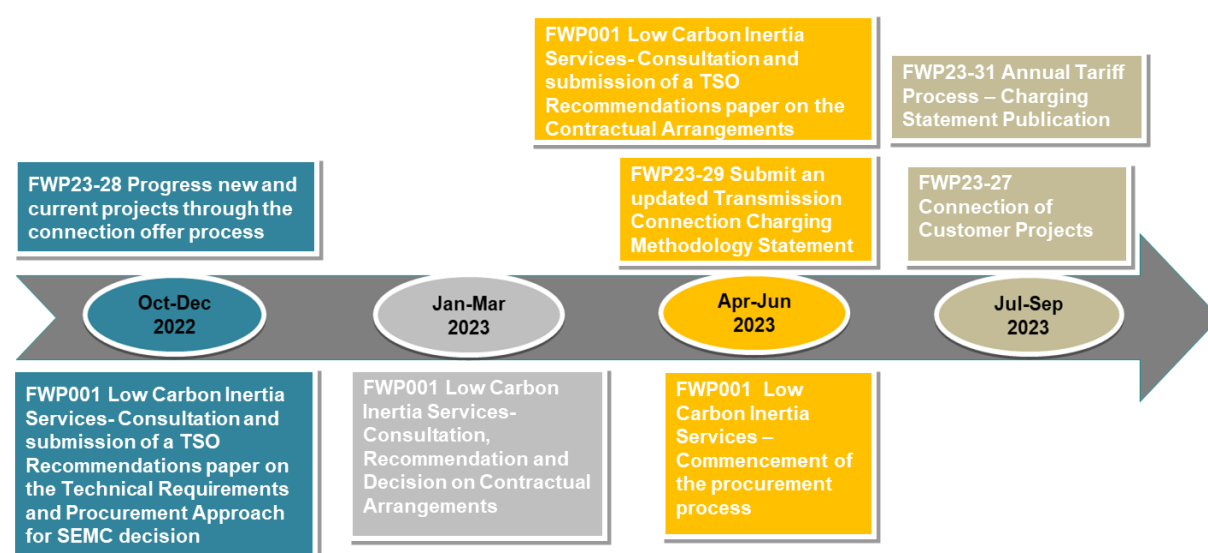 FWP001 Low Carbon Inertia
Services- Consultation and
submission of a TSO
Recommendations paper on the
Contractual Arrangements
FWP23-31 Annual Tariff
Process – Charging
Statement Publication
FWP23-28 Progress new and
current projects through the
connection offer process
FWP23-29 Submit an
updated Transmission
Connection Charging
Methodology Statement
FWP23-27
Connection of
Customer Projects
Oct-Dec
2022
Jan-Mar
2023
Apr-Jun
2023
Jul-Sep
2023
FWP001 Low Carbon Inertia
Services- Consultation and
submission of a TSO
Recommendations paper on
the Technical Requirements
and Procurement Approach
for SEMC decision
FWP001 Low Carbon
Inertia Services-
Consultation,
Recommendation and
Decision on Contractual
Arrangements
FWP001  Low
Carbon Inertia
Services –
Commencement of
the procurement
process